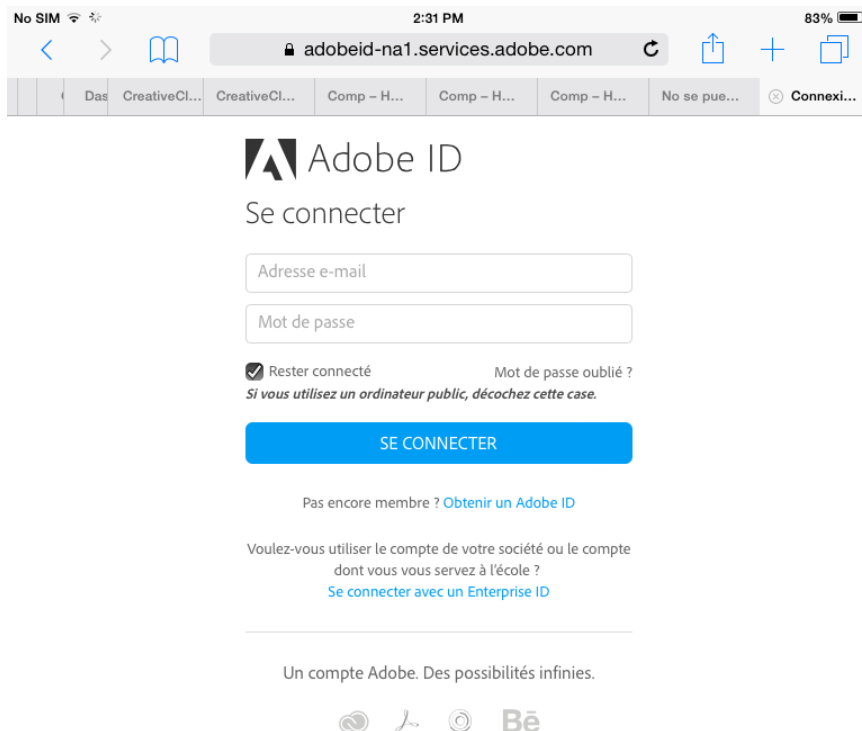 No SIM 2:31 PM 83%
adobeid-na1.services.adobe.com
Das CreativeCl... CreativeCl... Comp – H... Comp – H... Comp – H... No se pue... Connexi...
Adobe ID
Se connecter
Adresse e-mail
Mot de passe
Rester connecté Mot de passe oublié ?
Si vous utilisez un ordinateur public, décochez cette case.
SE CONNECTER
Pas encore membre ? Obtenir un Adobe ID
Voulez-vous utiliser le compte de votre société ou le compte
dont vous vous servez à l'école ?
Se connecter avec un Enterprise ID
Un compte Adobe. Des possibilités infinies.
Bē